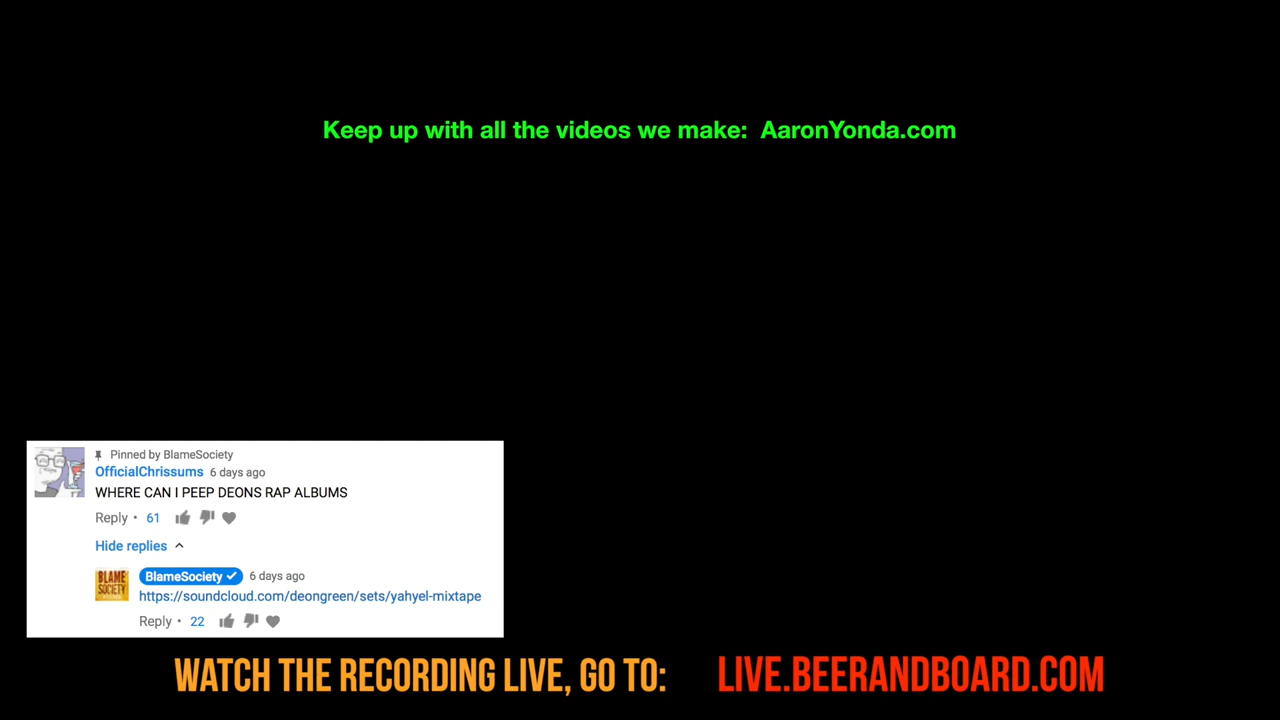 Keep up with all the videos we make: AaronYonda.com
Pinned by BlameSociety
OfficialChrissums 6 days ago
WHERE CAN I PEEP DEONS RAP ALBUMS
Reply • 61
Hide replies
BLAME SOCIETY
BlameSociety 6 days ago
https://soundcloud.com/deongreen/sets/yahyel-mixtape
Reply • 22
WATCH THE RECORDING LIVE, GO TO: LIVE.BEERANDBOARD.COM